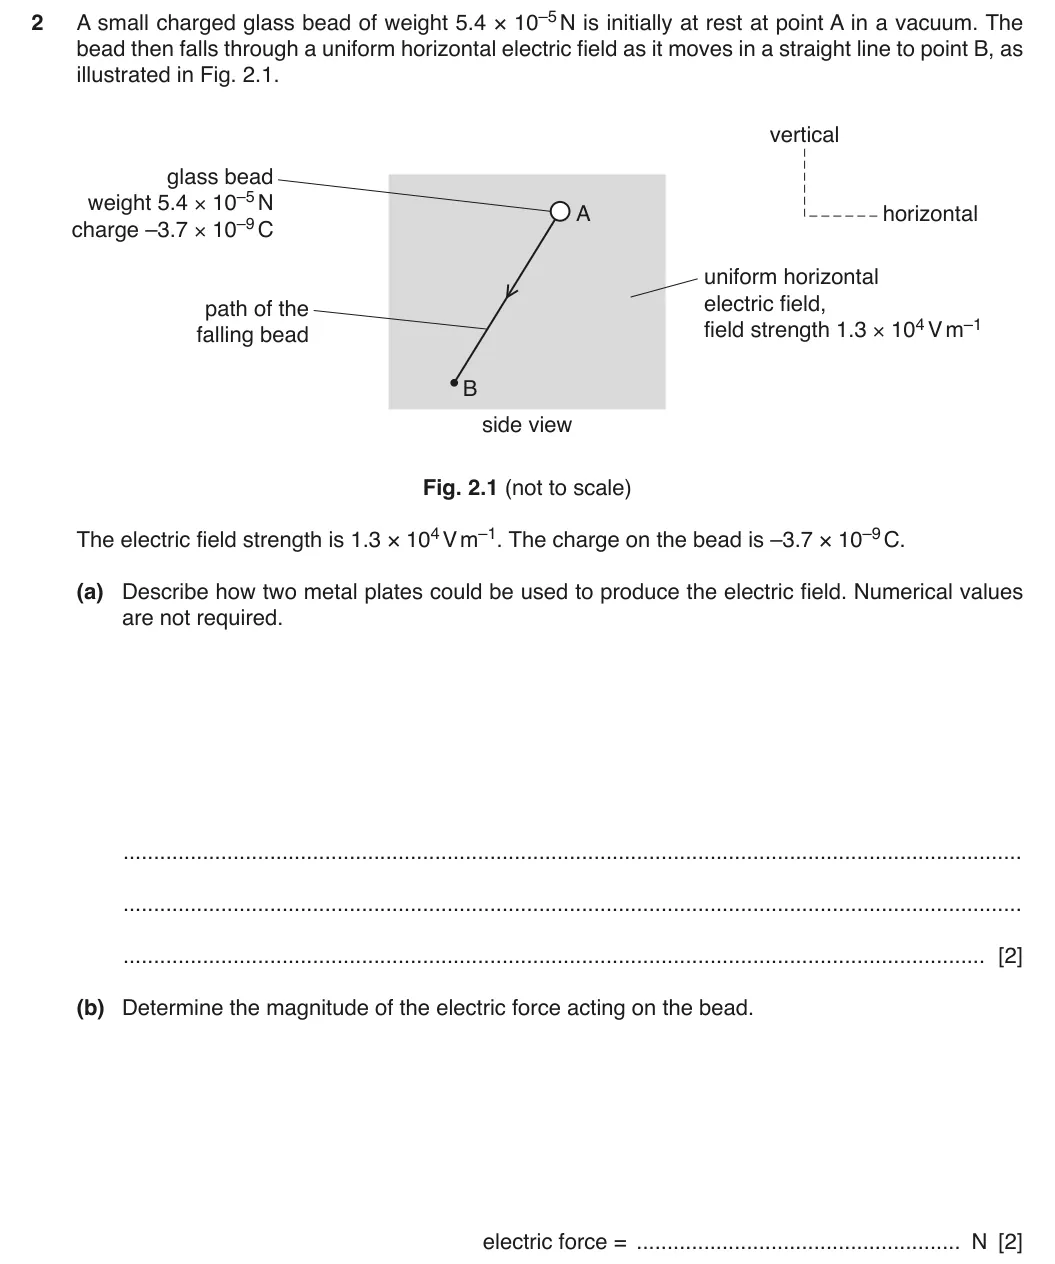 2 A small charged glass bead of weight 5.4 × 10⁻⁵ N is initially at rest at point A in a vacuum. The
bead then falls through a uniform horizontal electric field as it moves in a straight line to point B, as
illustrated in Fig. 2.1.
vertical
horizontal
glass bead
weight 5.4 × 10⁻⁵ N
charge –3.7 × 10⁻⁹ C
A
path of the
falling bead
uniform horizontal
electric field,
field strength 1.3 × 10⁴ V m⁻¹
B
side view
Fig. 2.1 (not to scale)
The electric field strength is 1.3 × 10⁴ V m⁻¹. The charge on the bead is –3.7 × 10⁻⁹ C.
(a) Describe how two metal plates could be used to produce the electric field. Numerical values
are not required.
...................................................................................................................................................
...................................................................................................................................................
.............................................................................................................................................. [2]
(b) Determine the magnitude of the electric force acting on the bead.
electric force = ..................................................... N [2]